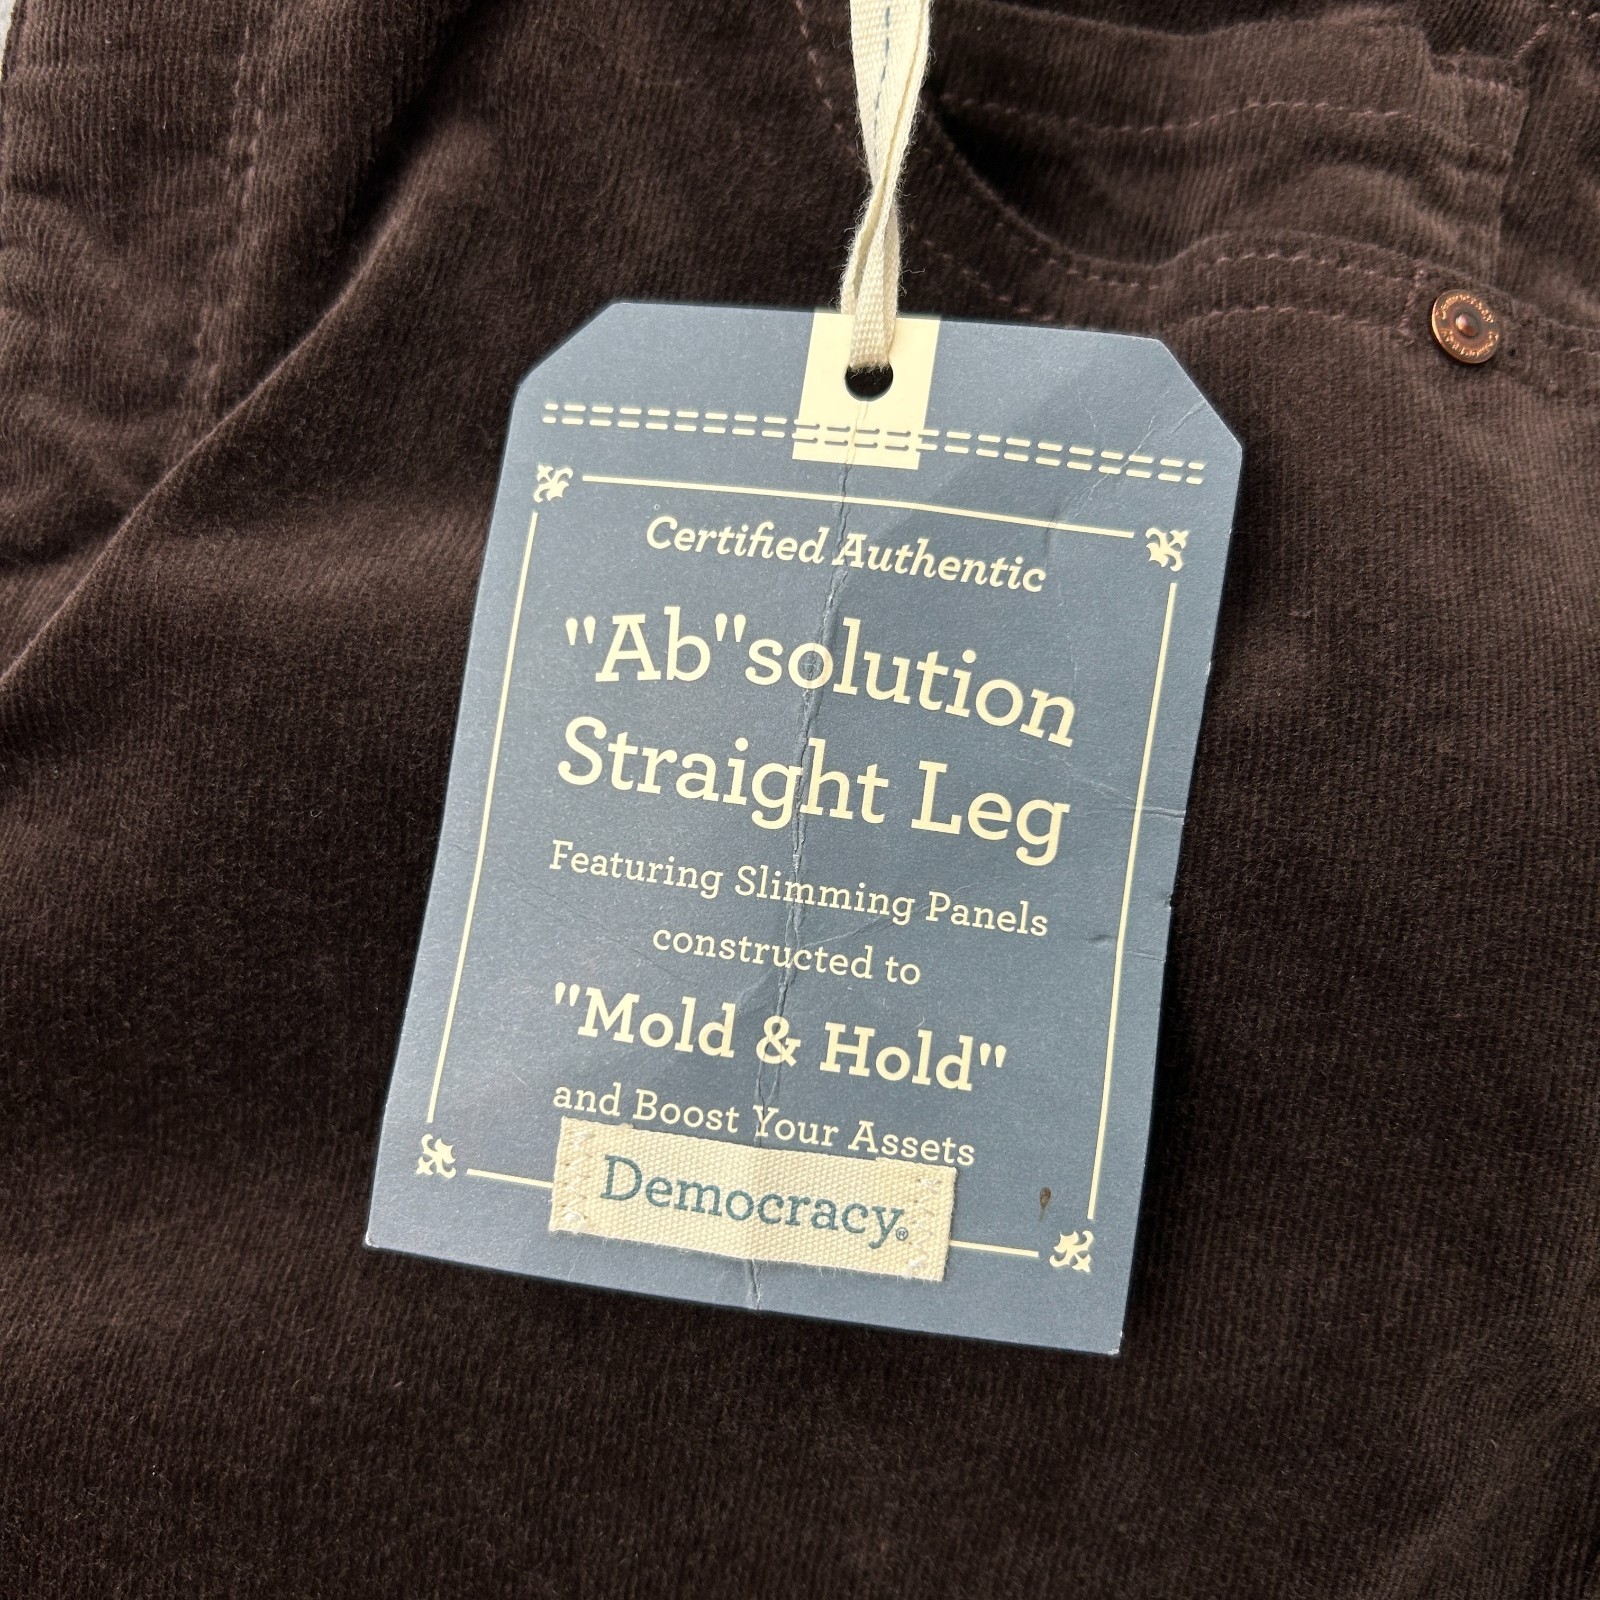 Certified Authentic
"Ab"solution
Straight Leg
Featuring Slimming Panels
constructed to
"Mold & Hold"
and Boost Your Assets
Democracy®